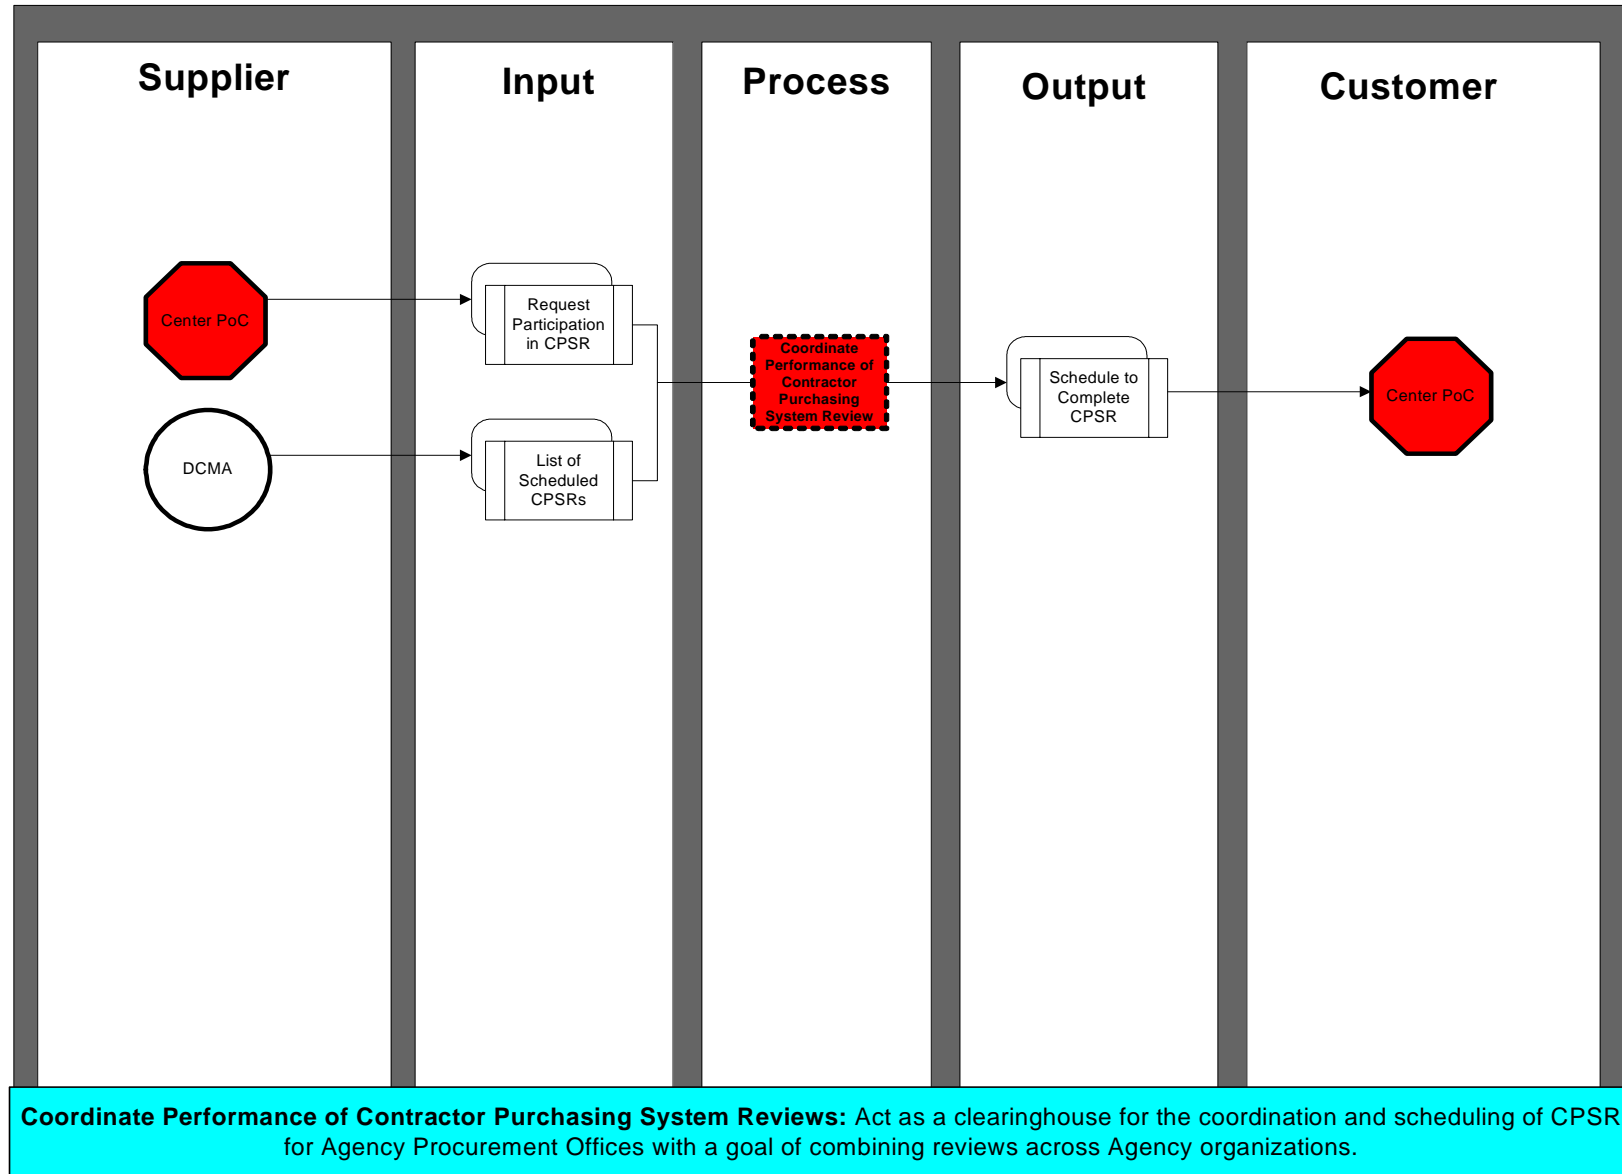 Supplier
Input
Process
Output
Customer
Center PoC
DCMA
Request
Participation
in CPSR
List of
Scheduled
CPSRs
Coordinate
Performance of
Contractor
Purchasing
System Review
Schedule to
Complete
CPSR
Center PoC
Coordinate Performance of Contractor Purchasing System Reviews: Act as a clearinghouse for the coordination and scheduling of CPSR
for Agency Procurement Offices with a goal of combining reviews across Agency organizations.